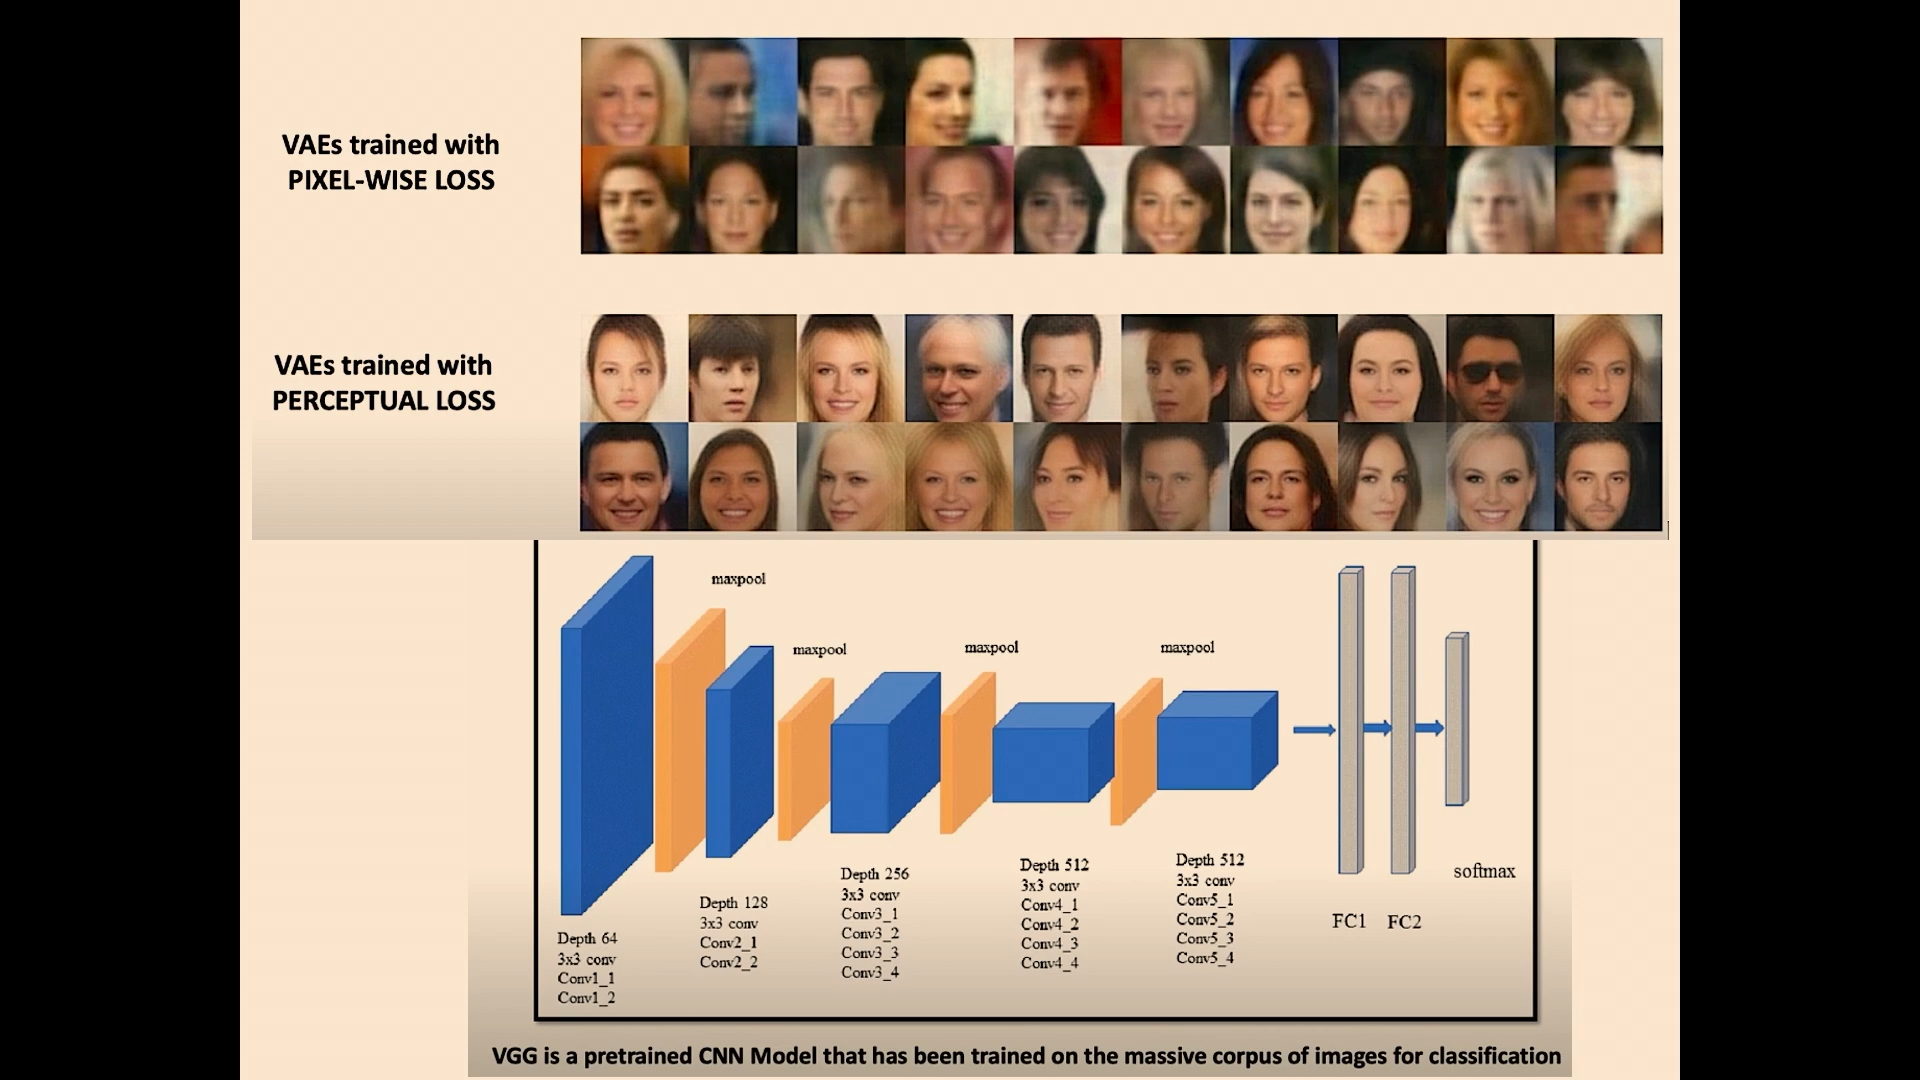 VAEs trained with
PIXEL-WISE LOSS
VAEs trained with
PERCEPTUAL LOSS
maxpool
maxpool
maxpool
maxpool
Depth 64
3x3 conv
Conv1_1
Conv1_2
Depth 128
3x3 conv
Conv2_1
Conv2_2
Depth 256
3x3 conv
Conv3_1
Conv3_2
Conv3_3
Conv3_4
Depth 512
3x3 conv
Conv4_1
Conv4_2
Conv4_3
Conv4_4
Depth 512
3x3 conv
Conv5_1
Conv5_2
Conv5_3
Conv5_4
FC1
FC2
softmax
VGG is a pretrained CNN Model that has been trained on the massive corpus of images for classification